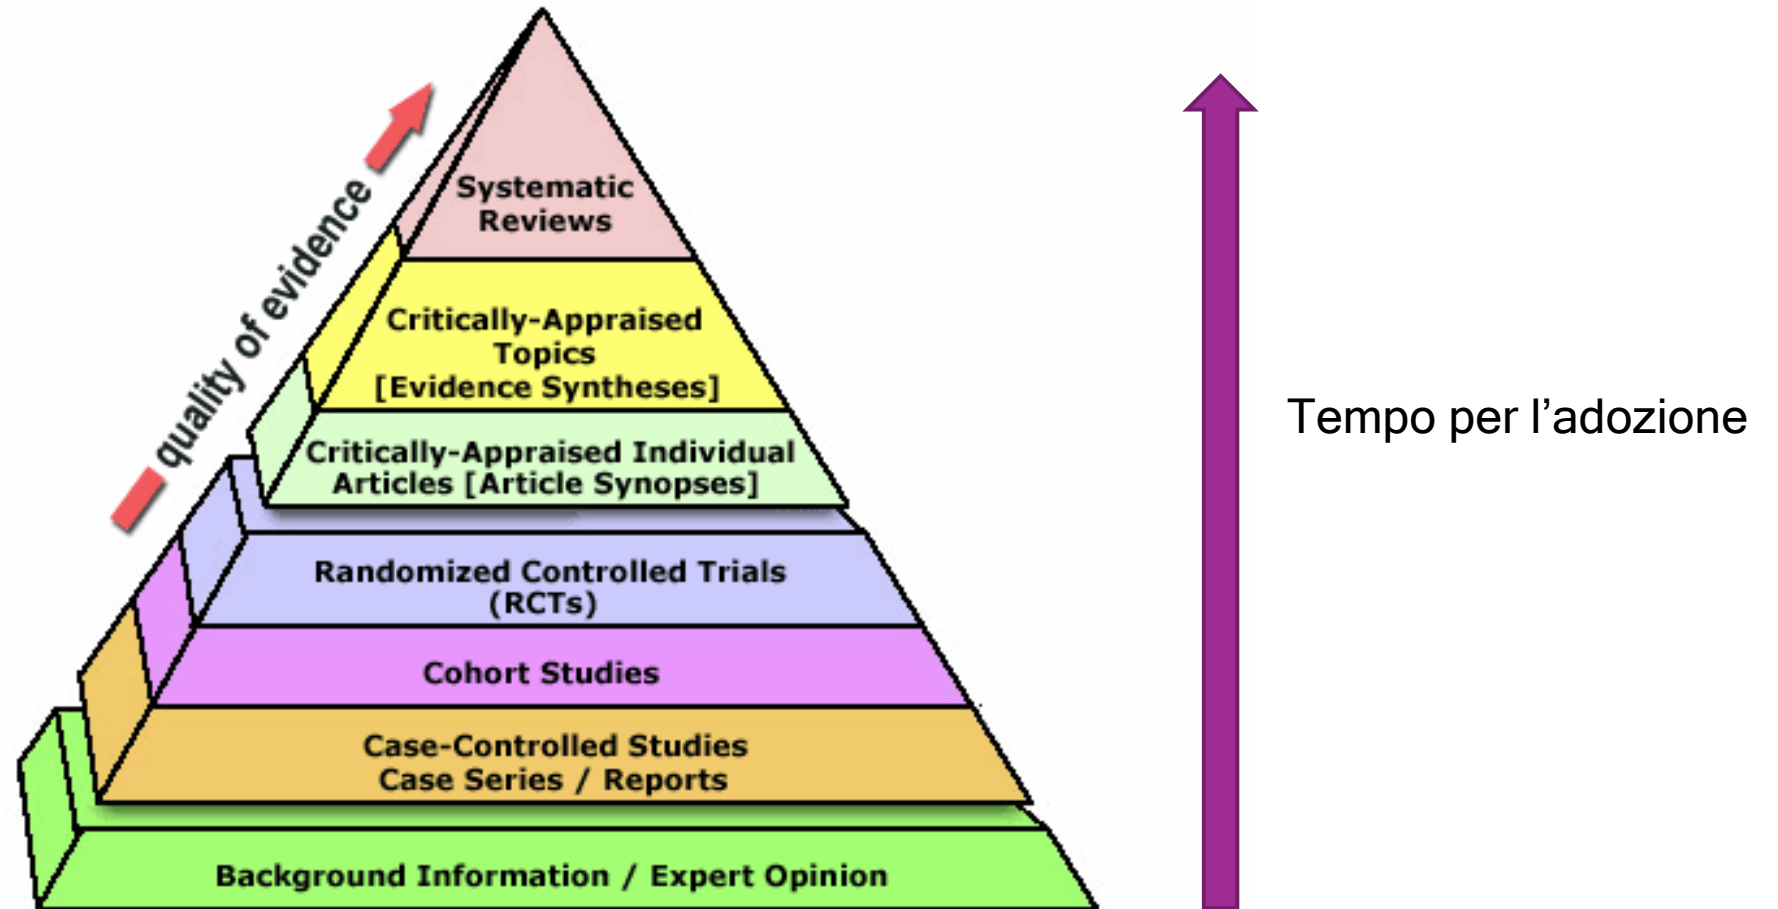 quality of evidence
Systematic
Reviews
Critically-Appraised
Topics
[Evidence Syntheses]
Critically-Appraised Individual
Articles [Article Synopses]
Randomized Controlled Trials
(RCTs)
Cohort Studies
Case-Controlled Studies
Case Series / Reports
Background Information / Expert Opinion
Tempo per l’adozione